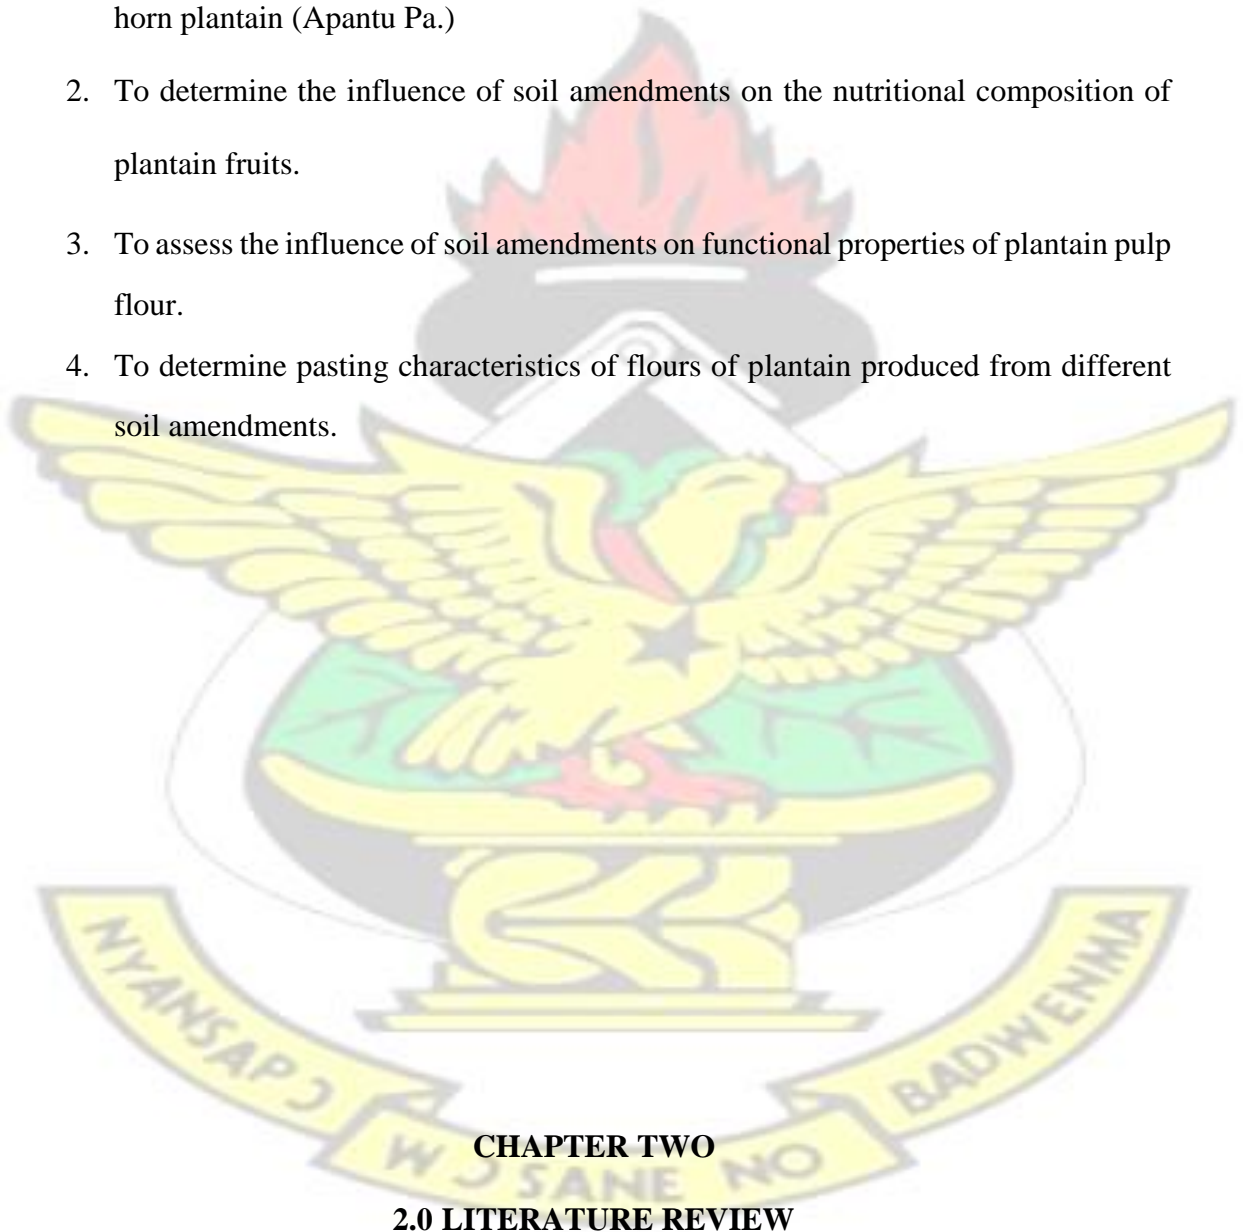 horn plantain (Apantu Pa.)
2. To determine the influence of soil amendments on the nutritional composition of
plantain fruits.
3. To assess the influence of soil amendments on functional properties of plantain pulp
flour.
4. To determine pasting characteristics of flours of plantain produced from different
soil amendments.
NYANSAPƆ WƆ SANE NO BADWENMA
CHAPTER TWO
2.0 LITERATURE REVIEW